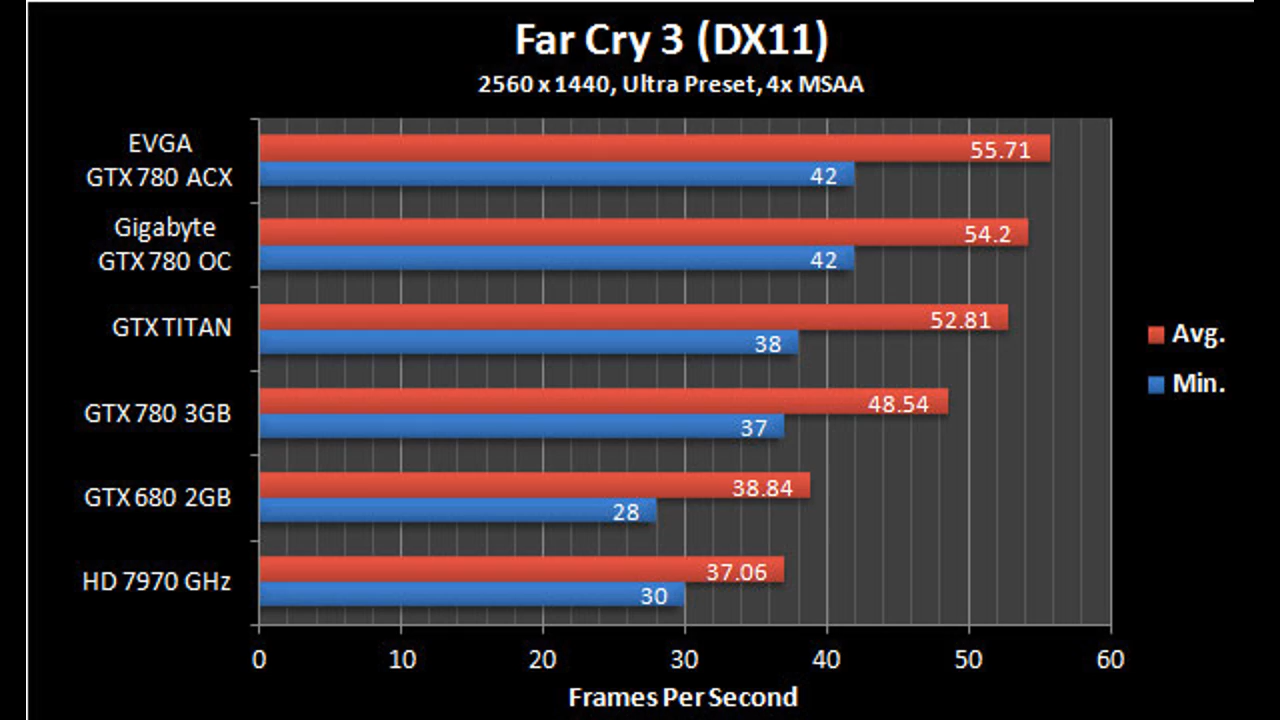 Far Cry 3 (DX11)
2560 x 1440, Ultra Preset, 4x MSAA
EVGA
GTX 780 ACX
55.71
42
Gigabyte
GTX 780 OC
54.2
42
GTX TITAN
52.81
38
GTX 780 3GB
48.54
37
GTX 680 2GB
38.84
28
HD 7970 GHz
37.06
30
Avg.
Min.
0 10 20 30 40 50 60
Frames Per Second